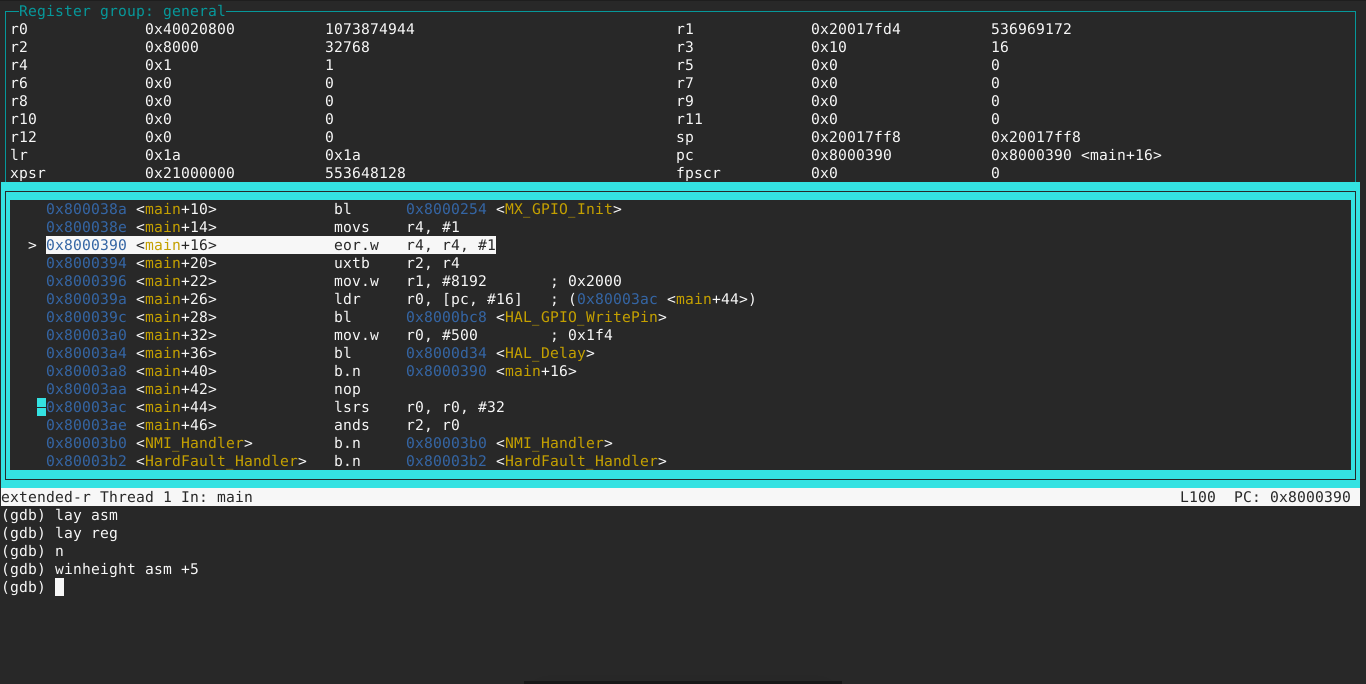 Register group: general
r0 0x40020800 1073874944 r1 0x20017fd4 536969172
r2 0x8000 32768 r3 0x10 16
r4 0x1 1 r5 0x0 0
r6 0x0 0 r7 0x0 0
r8 0x0 0 r9 0x0 0
r10 0x0 0 r11 0x0 0
r12 0x0 0 sp 0x20017ff8 0x20017ff8
lr 0x1a 0x1a pc 0x8000390 0x8000390 <main+16>
xpsr 0x21000000 553648128 fpscr 0x0 0
0x800038a <main+10> bl 0x8000254 <MX_GPIO_Init>
0x800038e <main+14> movs r4, #1
> 0x8000390 <main+16> eor.w r4, r4, #1
0x8000394 <main+20> uxtb r2, r4
0x8000396 <main+22> mov.w r1, #8192 ; 0x2000
0x800039a <main+26> ldr r0, [pc, #16] ; (0x80003ac <main+44>)
0x800039c <main+28> bl 0x8000bc8 <HAL_GPIO_WritePin>
0x80003a0 <main+32> mov.w r0, #500 ; 0x1f4
0x80003a4 <main+36> bl 0x8000d34 <HAL_Delay>
0x80003a8 <main+40> b.n 0x8000390 <main+16>
0x80003aa <main+42> nop
0x80003ac <main+44> lsrs r0, r0, #32
0x80003ae <main+46> ands r2, r0
0x80003b0 <NMI_Handler> b.n 0x80003b0 <NMI_Handler>
0x80003b2 <HardFault_Handler> b.n 0x80003b2 <HardFault_Handler>
extended-r Thread 1 In: main L100 PC: 0x8000390
(gdb) lay asm
(gdb) lay reg
(gdb) n
(gdb) winheight asm +5
(gdb)